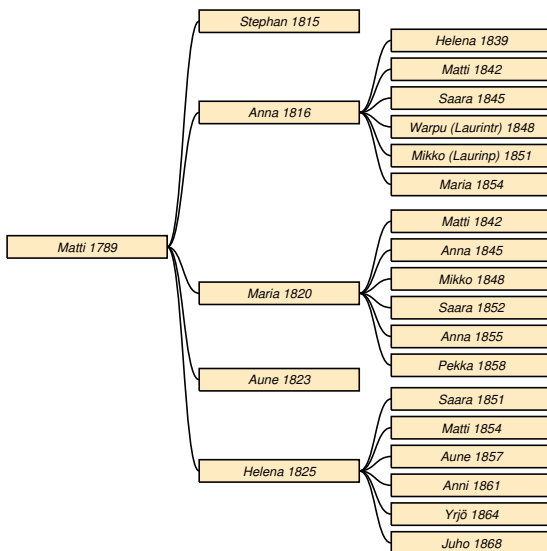 Stephan 1815
Helena 1839
Matti 1842
Saara 1845
Anna 1816
Warpu (Laurintr) 1848
Mikko (Laurinp) 1851
Maria 1854
Matti 1842
Matti 1789
Anna 1845
Mikko 1848
Maria 1820
Saara 1852
Anna 1855
Pekka 1858
Aune 1823
Saara 1851
Matti 1854
Aune 1857
Helena 1825
Anni 1861
Yrjö 1864
Juho 1868